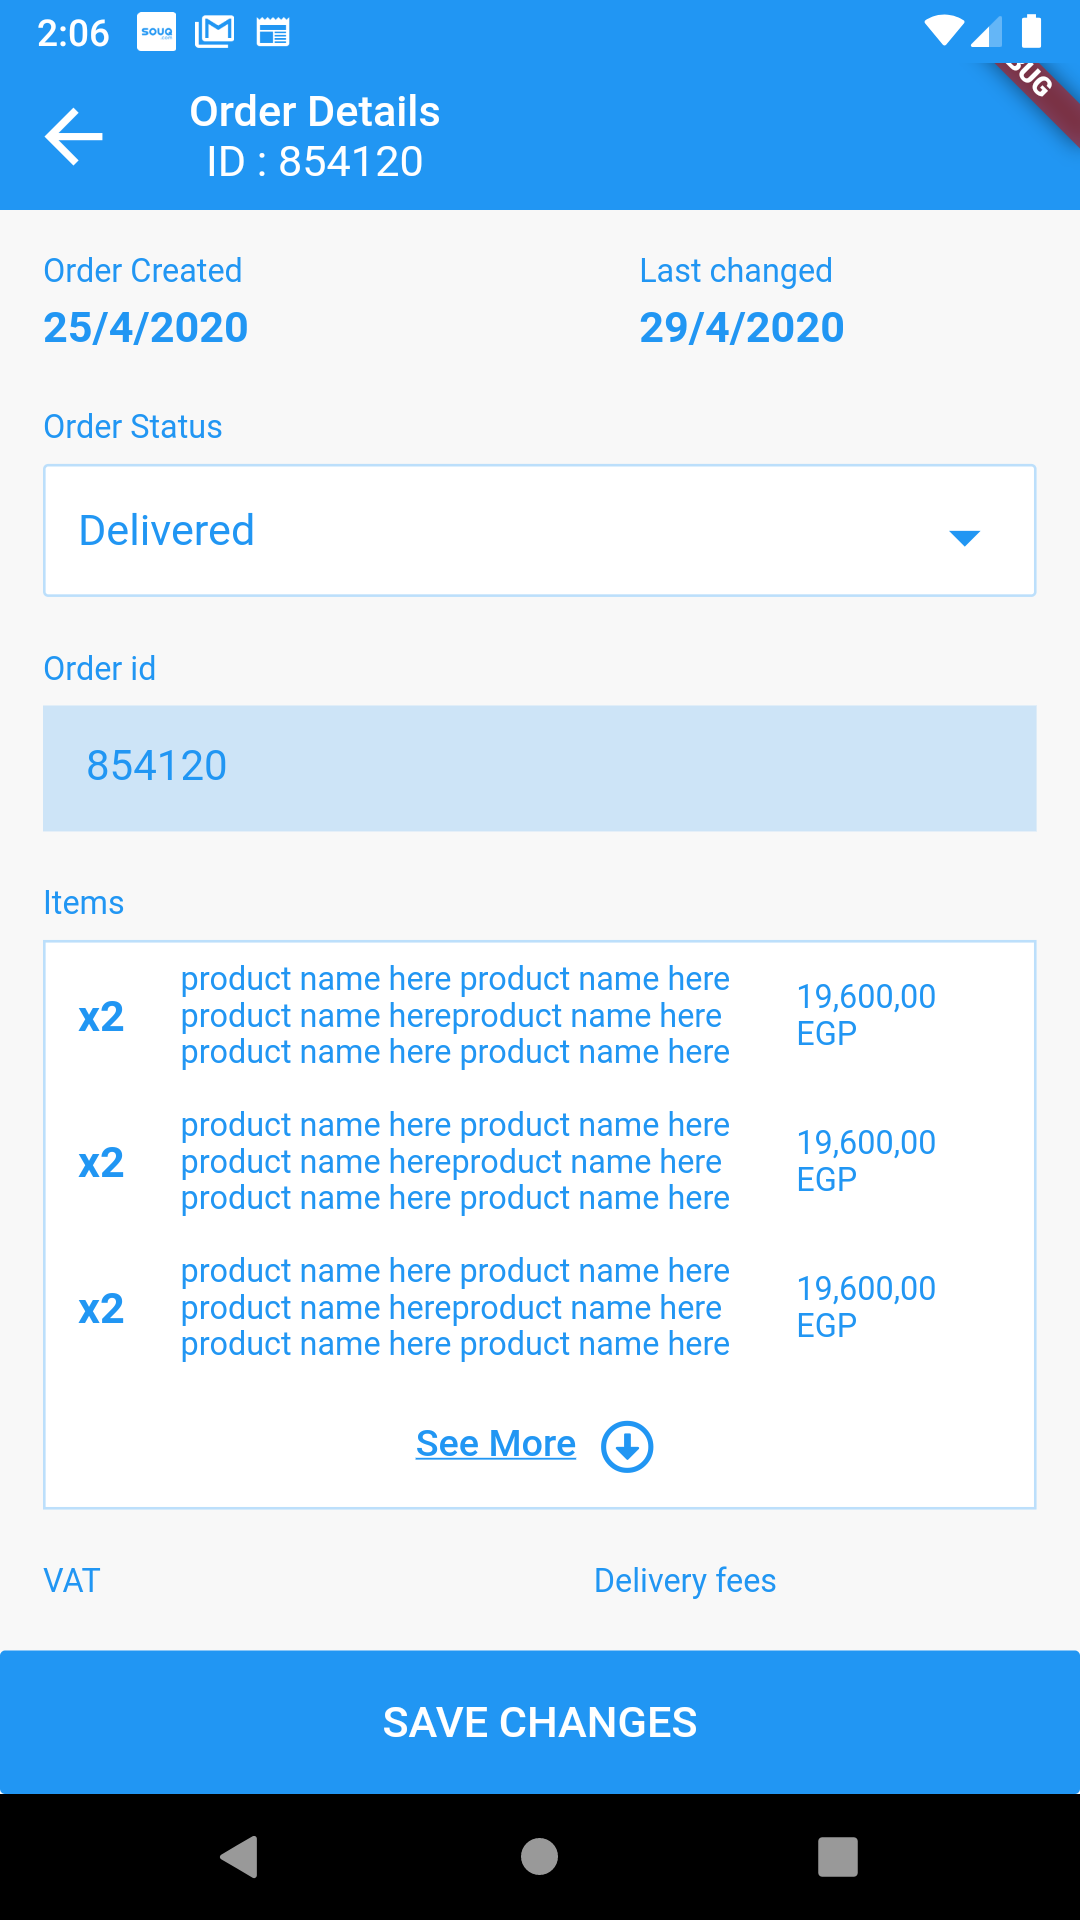 2:06
souq
Order Details
ID : 854120
Order Created
Last changed
25/4/2020
29/4/2020
Order Status
Delivered
Order id
854120
Items
x2
product name here product name here
product name hereproduct name here
product name here product name here
19,600,00
EGP
x2
product name here product name here
product name hereproduct name here
product name here product name here
19,600,00
EGP
x2
product name here product name here
product name hereproduct name here
product name here product name here
19,600,00
EGP
See More
VAT
Delivery fees
SAVE CHANGES